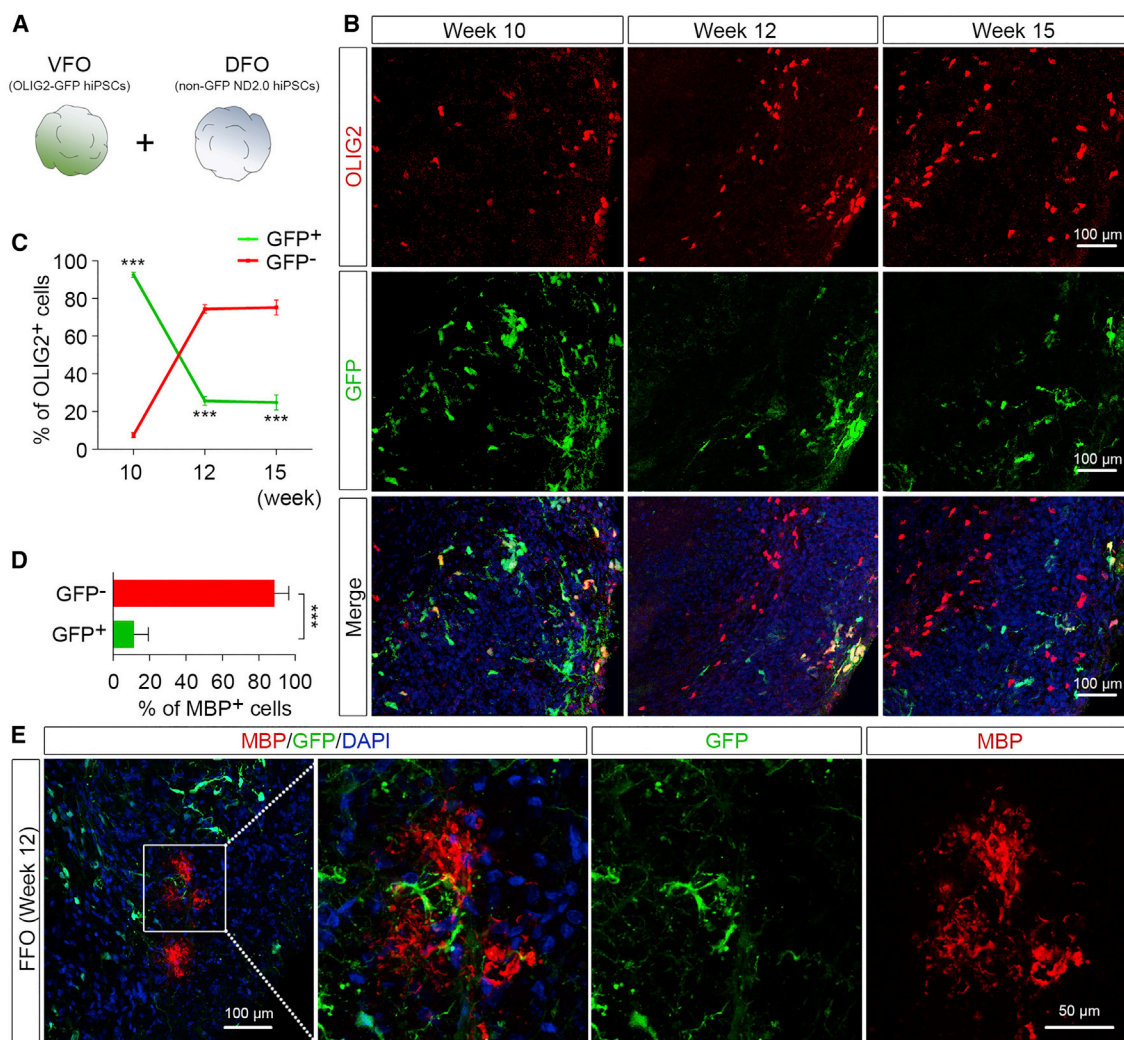 A
VFO
(OLIG2-GFP hiPSCs)
+
DFO
(non-GFP ND2.0 hiPSCs)
B
Week 10
Week 12
Week 15
OLIG2
100 µm
GFP
100 µm
Merge
100 µm
C
GFP⁺
GFP⁻
% of OLIG2⁺ cells
100
80
60
40
20
0
***
***
***
10
12
15
(week)
D
GFP⁻
GFP⁺
***
0
20
40
60
80
100
% of MBP⁺ cells
E
MBP/GFP/DAPI
GFP
MBP
FFO (Week 12)
100 µm
50 µm